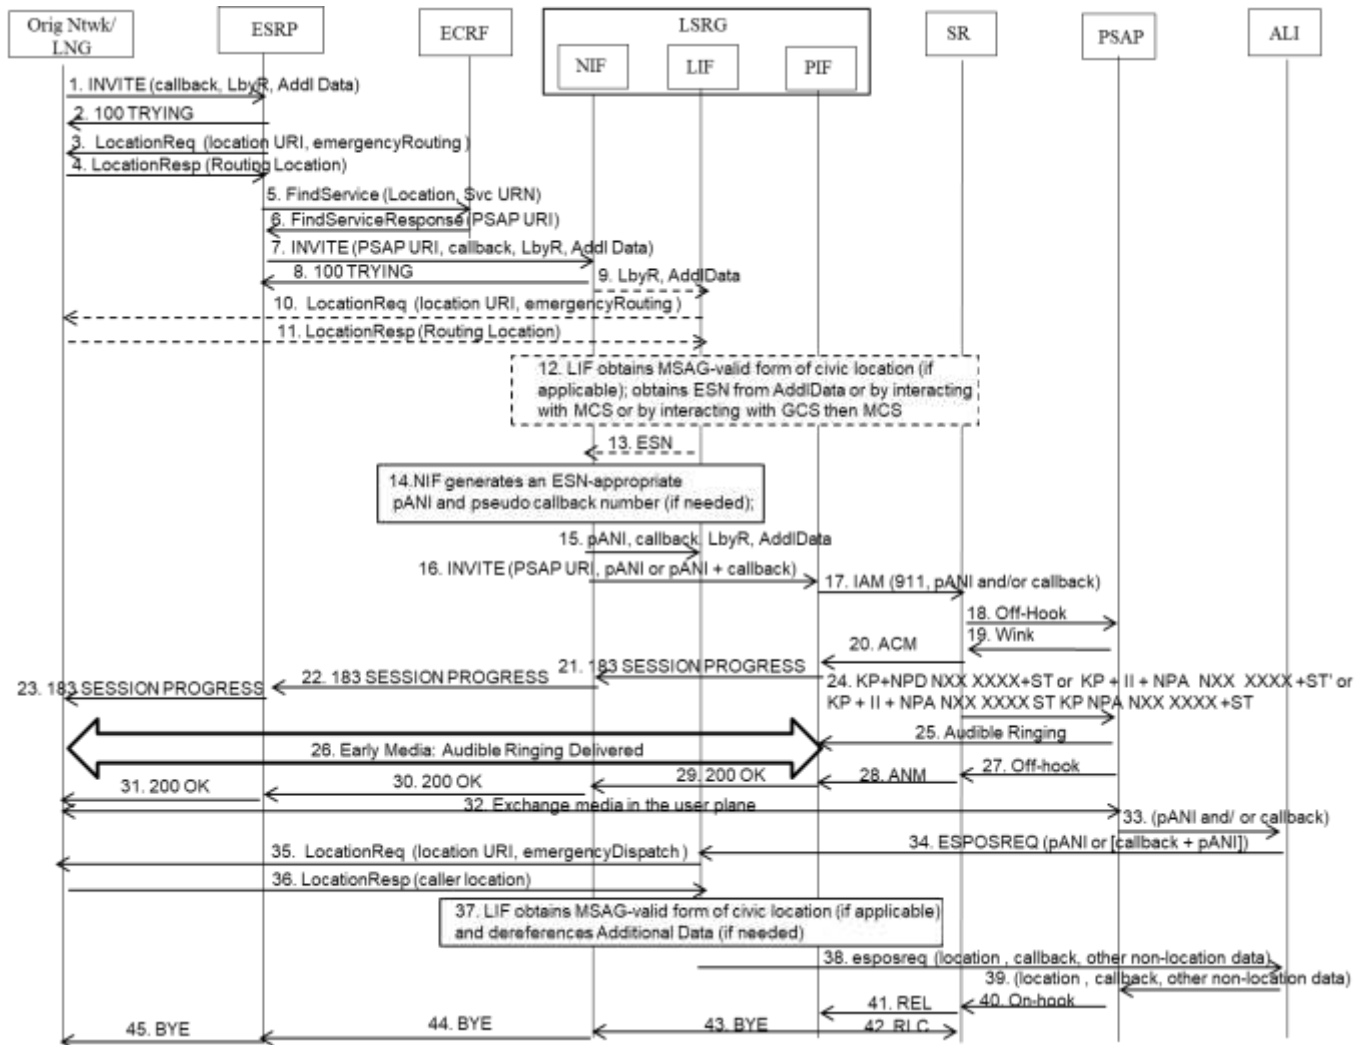 Orig Ntwk/
LNG
ESRP
ECRF
LSRG
NIF
LIF
PIF
SR
PSAP
ALI
1. INVITE (callback, LbyR, Addl Data)
2. 100 TRYING
3. LocationReq (location URI, emergencyRouting )
4. LocationResp (Routing Location)
5. FindService (Location, Svc URN)
6. FindServiceResponse (PSAP URI)
7. INVITE (PSAP URI, callback, LbyR, Addl Data)
8. 100 TRYING
9. LbyR, AddlData
10. LocationReq (location URI, emergencyRouting )
11. LocationResp (Routing Location)
12. LIF obtains MSAG-valid form of civic location (if
applicable); obtains ESN from AddlData or by interacting
with MCS or by interacting with GCS then MCS
13. ESN
14.NIF generates an ESN-appropriate
pANI and pseudo callback number (if needed);
15. pANI, callback, LbyR, AddlData
16. INVITE (PSAP URI, pANI or pANI + callback)
17. IAM (911, pANI and/or callback)
18. Off-Hook
19. Wink
20. ACM
21. 183 SESSION PROGRESS
22. 183 SESSION PROGRESS
23. 183 SESSION PROGRESS
24. KP+NPD NXX XXXX+ST or KP + II + NPA NXX XXXX +ST' or
KP + II + NPA NXX XXXX ST KP NPA NXX XXXX +ST
25. Audible Ringing
26. Early Media: Audible Ringing Delivered
27. Off-hook
28. ANM
29. 200 OK
30. 200 OK
31. 200 OK
32. Exchange media in the user plane
33. (pANI and/ or callback)
34. ESPOSREQ (pANI or [callback + pANI])
35. LocationReq (location URI, emergencyDispatch )
36. LocationResp (caller location)
37. LIF obtains MSAG-valid form of civic location (if applicable)
and dereferences Additional Data (if needed)
38. esposreq (location , callback, other non-location data)
39. (location , callback, other non-location data)
40. On-hook
41. REL
42. RLC
43. BYE
44. BYE
45. BYE